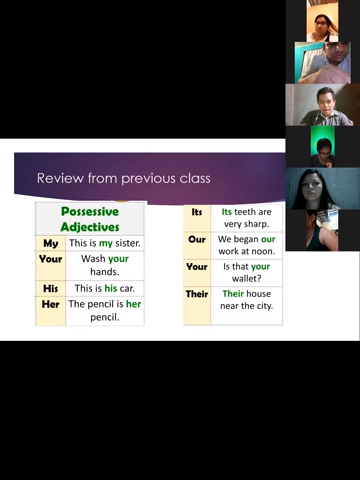 Review from previous class
Possessive
Adjectives
My This is my sister.
Your Wash your
hands.
His This is his car.
Her The pencil is her
pencil.
Its Its teeth are
very sharp.
Our We began our
work at noon.
Your Is that your
wallet?
Their Their house
near the city.